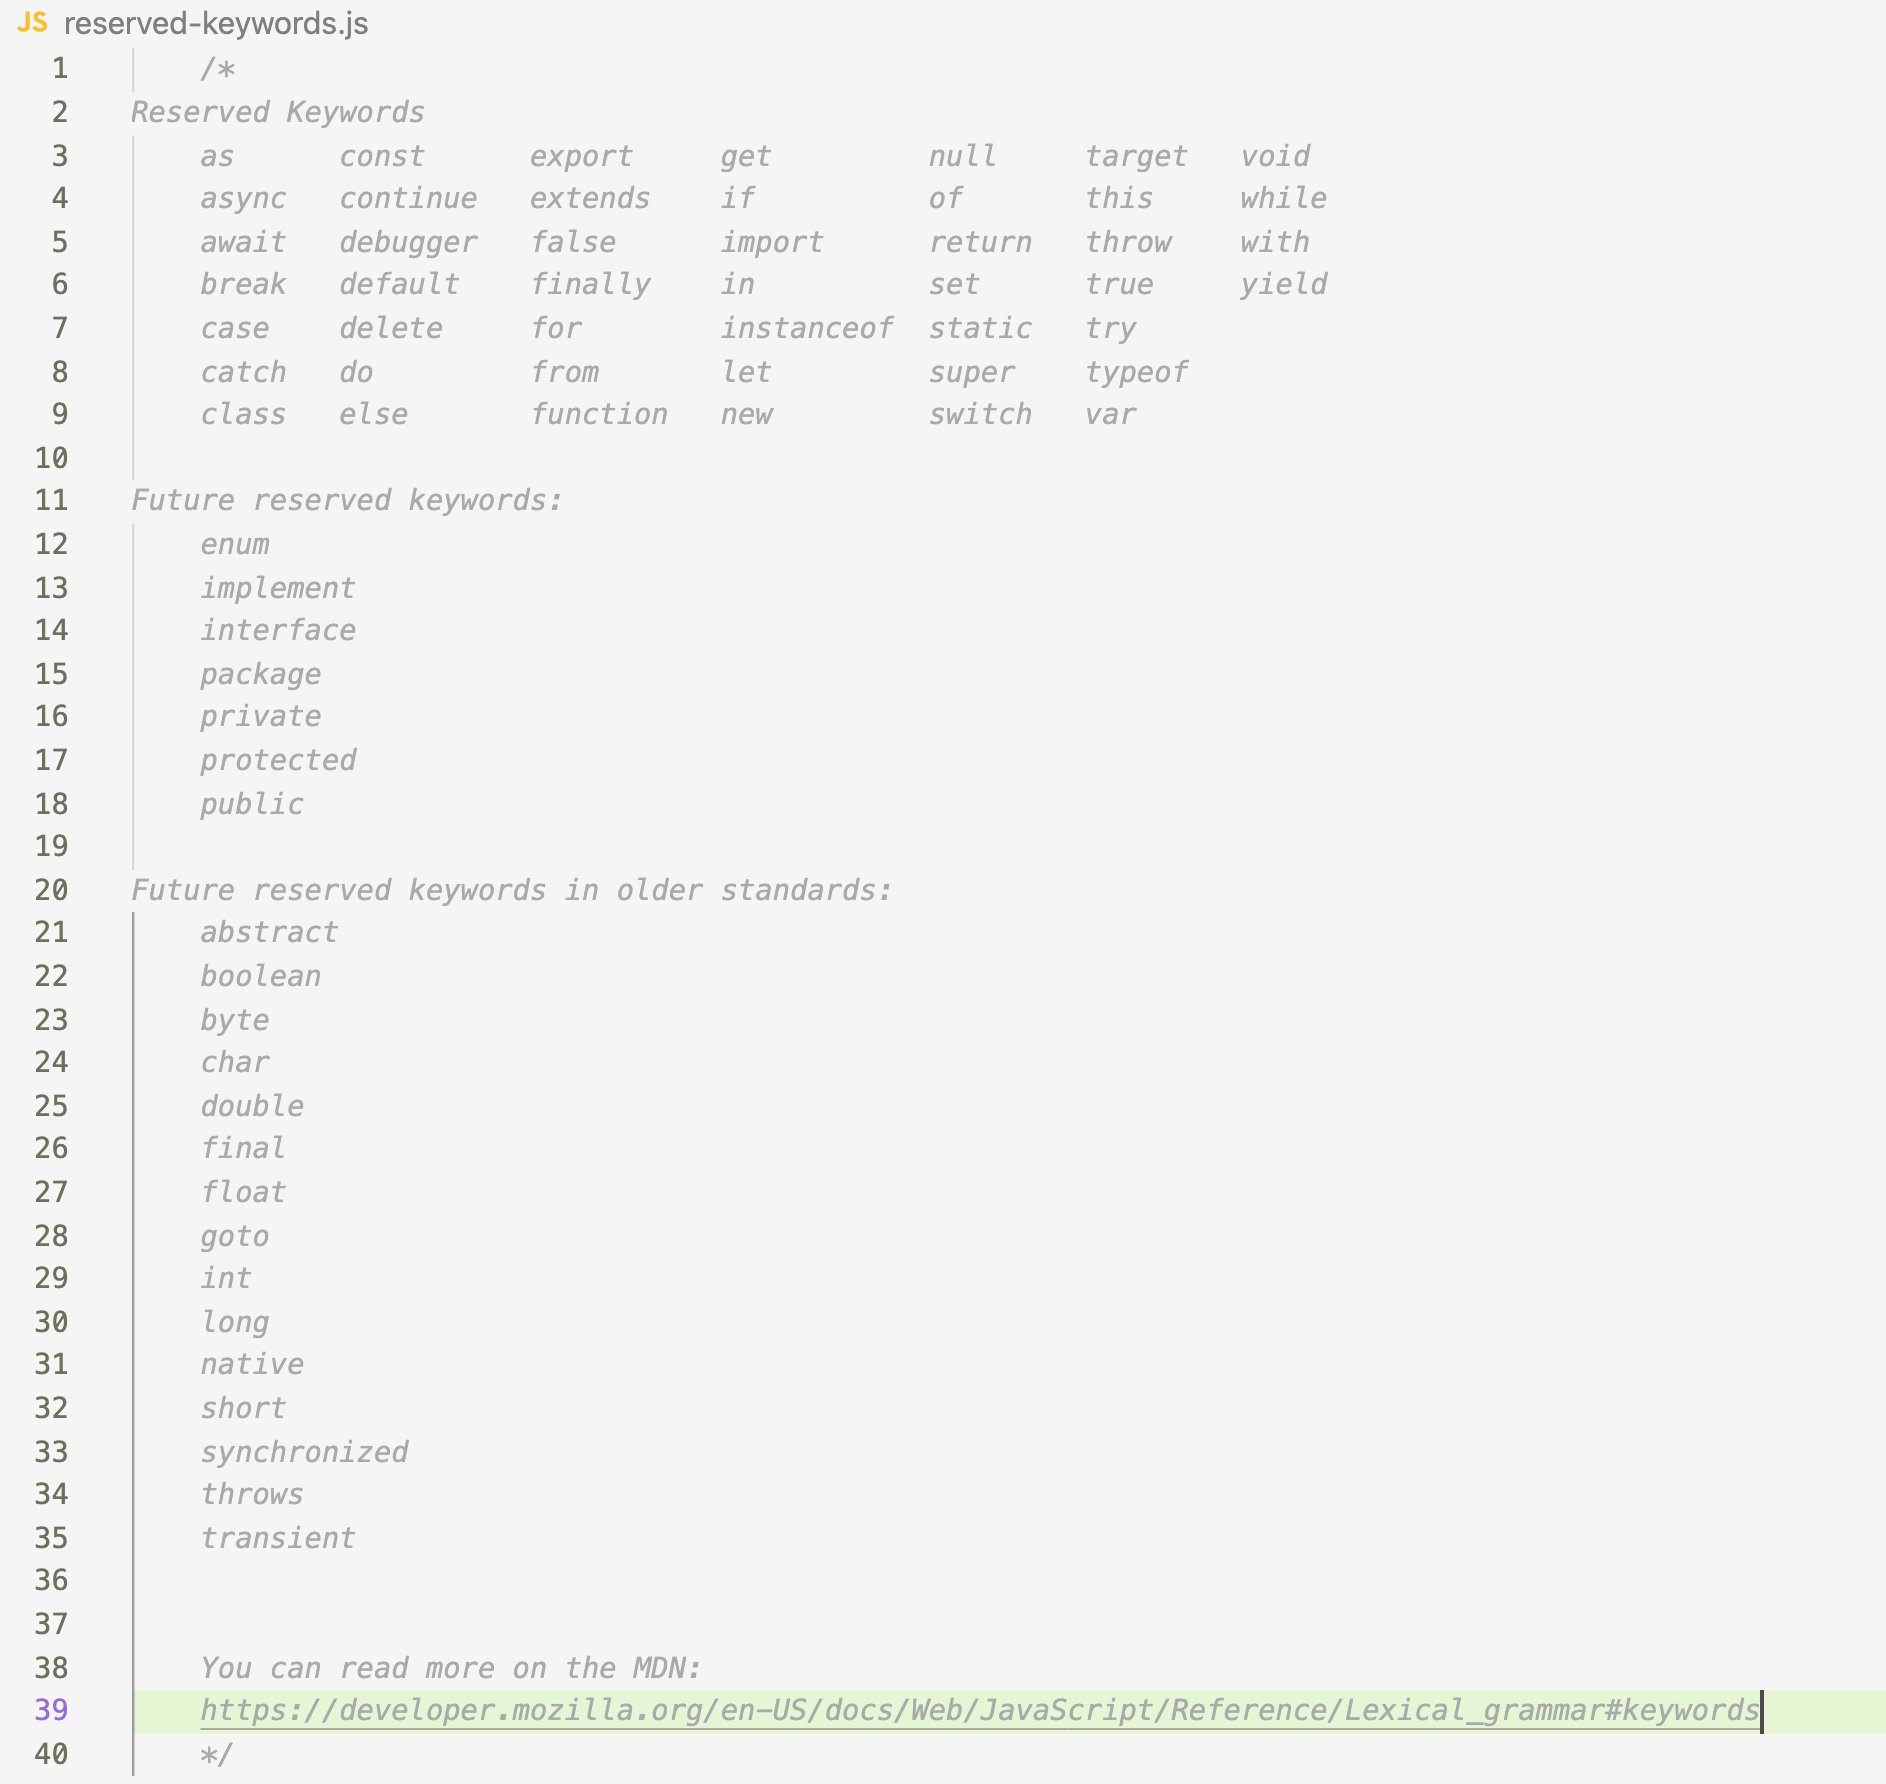 JS reserved-keywords.js
1 /*
2 Reserved Keywords
3 as const export get null target void
4 async continue extends if of this while
5 await debugger false import return throw with
6 break default finally in set true yield
7 case delete for instanceof static try
8 catch do from let super typeof
9 class else function new switch var
10
11 Future reserved keywords:
12 enum
13 implement
14 interface
15 package
16 private
17 protected
18 public
19
20 Future reserved keywords in older standards:
21 abstract
22 boolean
23 byte
24 char
25 double
26 final
27 float
28 goto
29 int
30 long
31 native
32 short
33 synchronized
34 throws
35 transient
36
37
38 You can read more on the MDN:
39 https://developer.mozilla.org/en-US/docs/Web/JavaScript/Reference/Lexical_grammar#keywords
40 */